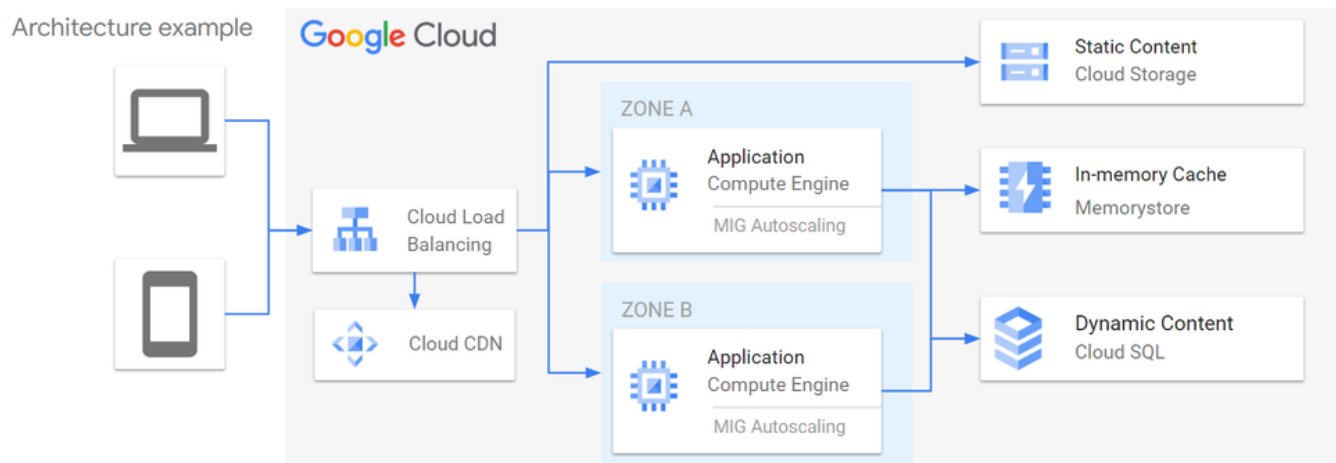 Architecture example
Google Cloud
Static Content
Cloud Storage
ZONE A
Application
Compute Engine
MIG Autoscaling
In-memory Cache
Memorystore
Cloud Load
Balancing
ZONE B
Cloud CDN
Application
Compute Engine
MIG Autoscaling
Dynamic Content
Cloud SQL